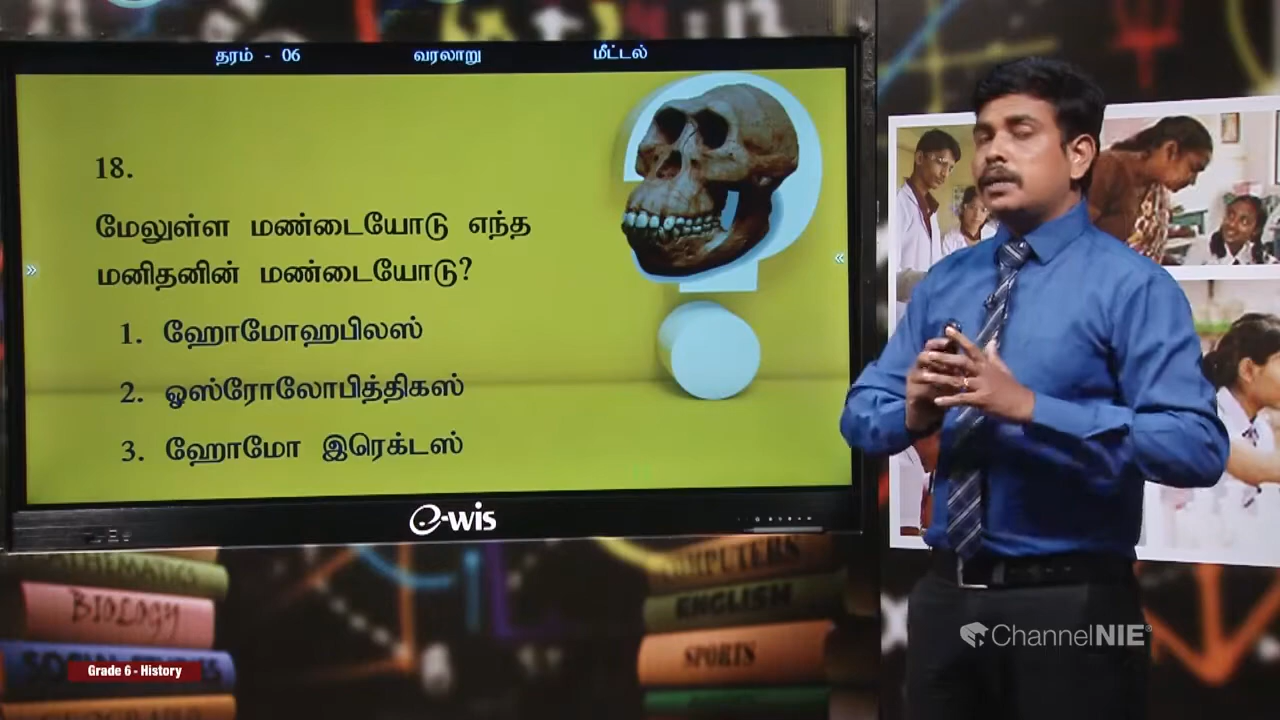 தரம் - 06 வரலாறு மீட்டல்
18.
மேலுள்ள மண்டையோடு எந்த
மனிதனின் மண்டையோடு?
1. ஹோமோஹபிலஸ்
2. ஒஸ்ரோலோபித்திகஸ்
3. ஹோமோ இரெக்டஸ்
e-wis
MATHEMATICS
BIOLOGY
COMPUTERS
ENGLISH
SPORTS
Grade 6 - History
ChannelNIE